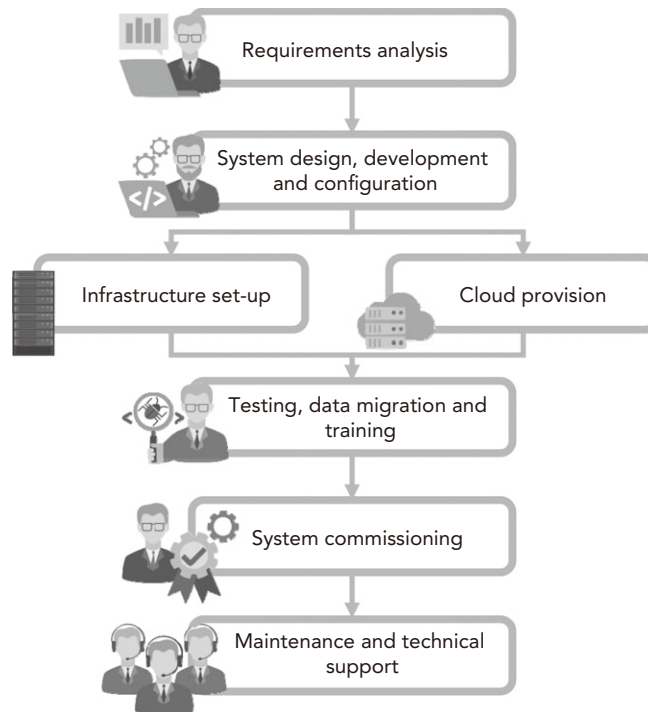 Requirements analysis
System design, development
and configuration
</>
Infrastructure set-up
Cloud provision
Testing, data migration and
training
System commissioning
Maintenance and technical
support